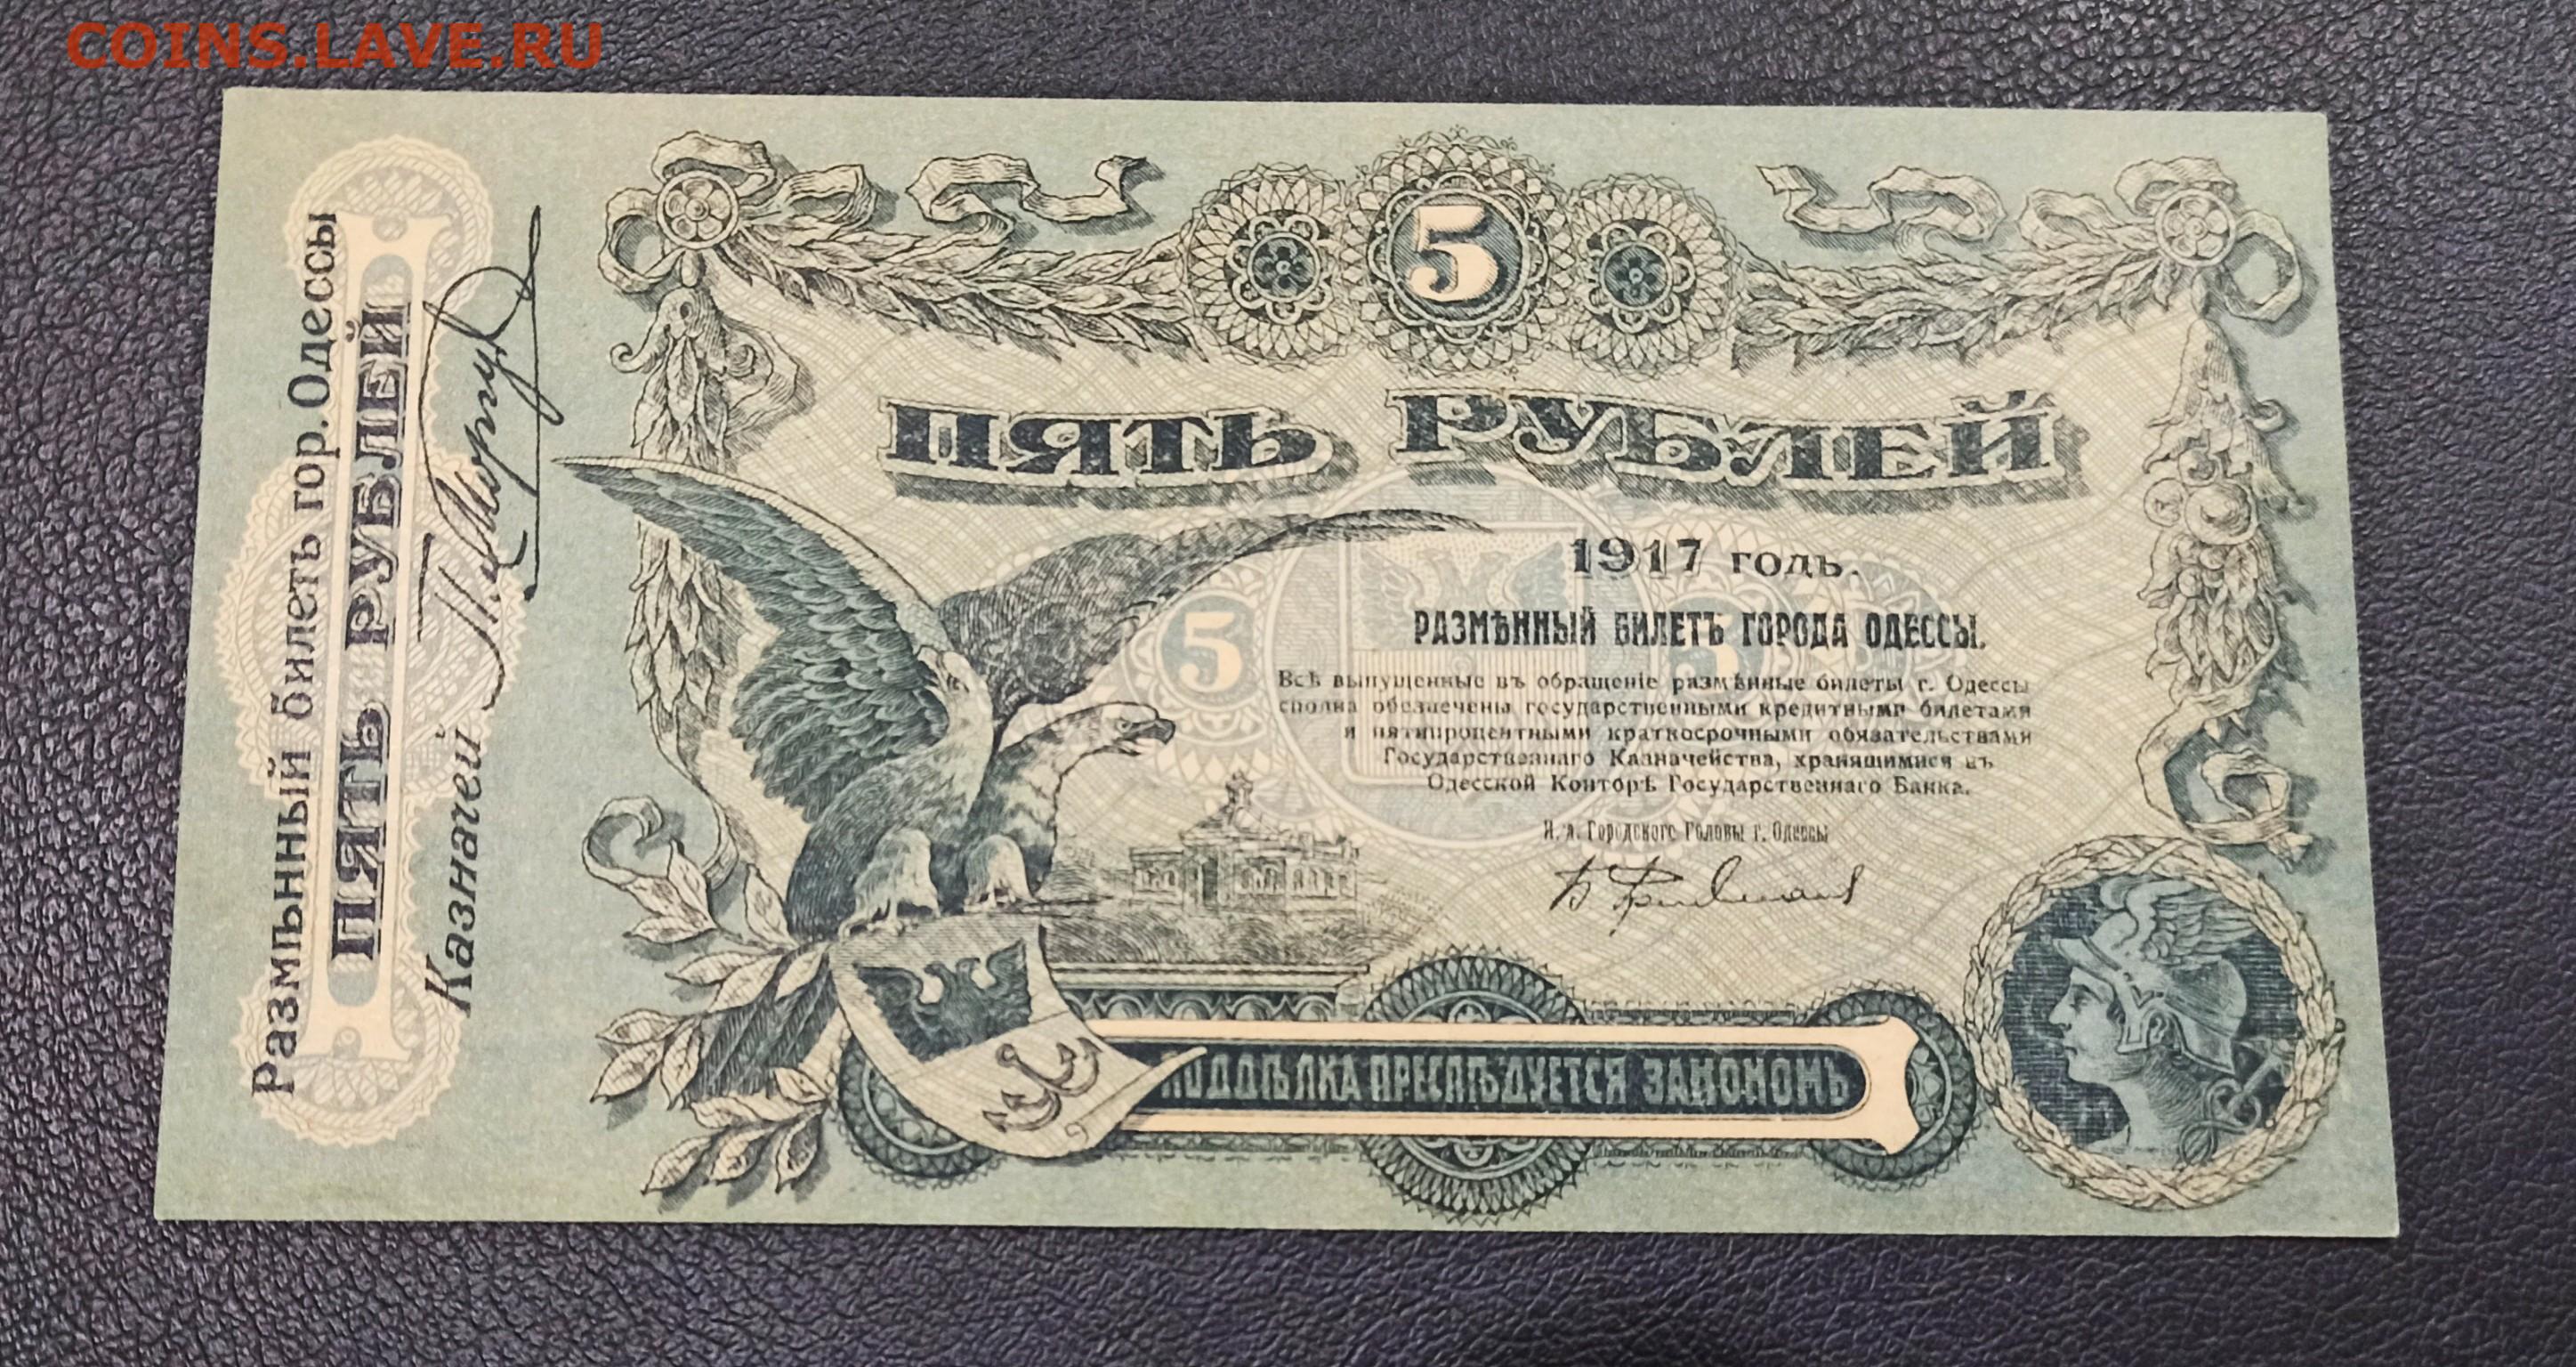 COINS.LAVE.RU
Размѣнный билетъ гор. Одессы
ПЯТЬ РУБЛЕЙ
Казначей
5
ПЯТЬ РУБЛЕЙ
1917 годъ.
РАЗМѢННЫЙ БИЛЕТЪ ГОРОДА ОДЕССЫ.
5 5
Всѣ выпущенные въ обращеніе размѣнные билеты г. Одессы
сполна обезпечены государственными кредитными билетами
и пятипроцентными краткосрочными обязательствами
Государственнаго Казначейства, хранящимися въ
Одесской Конторѣ Государственнаго Банка.
И. д. Городского Головы г. Одессы
ПОДДѢЛКА ПРЕСЛѢДУЕТСЯ ЗАКОНОМЪ